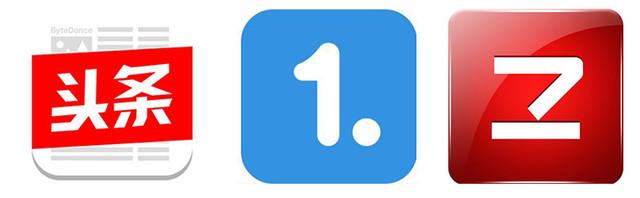 ByteDance
头条
1.
Z